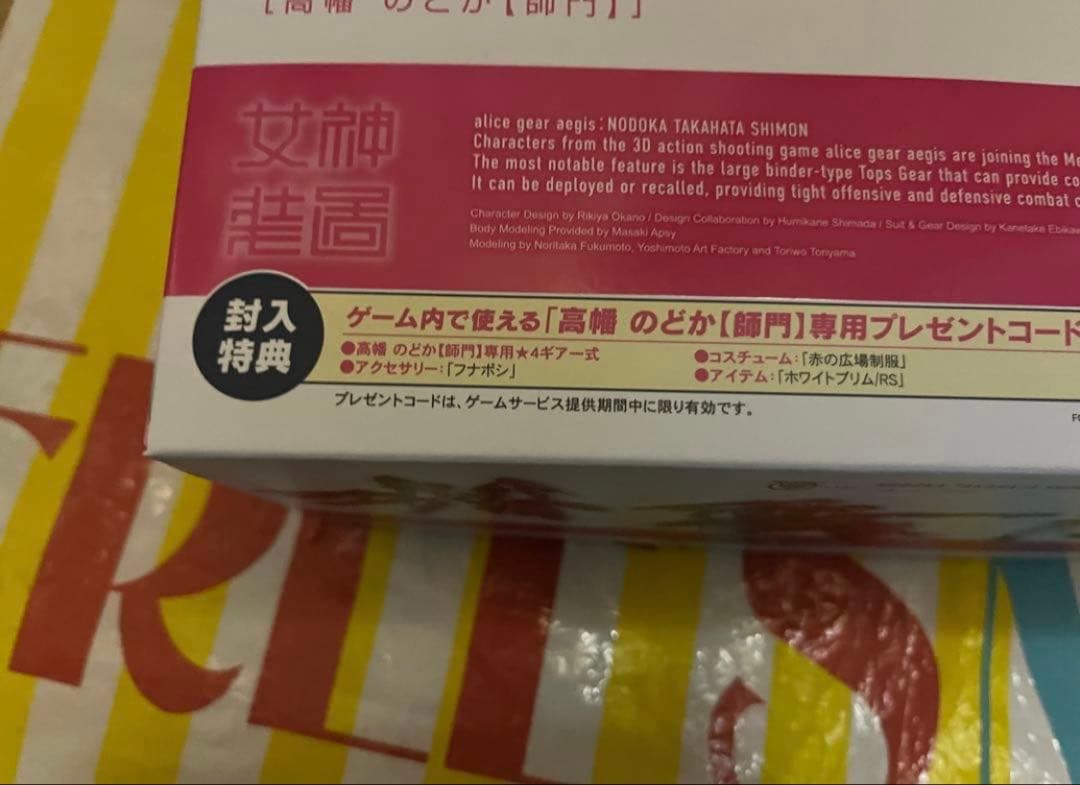 [高幡 のどか【師門】]
女神
装置
alice gear aegis: NODOKA TAKAHATA SHIMON
Characters from the 3D action shooting game alice gear aegis are joining the
The most notable feature is the large binder-type Tops Gear that can provide
It can be deployed or recalled, providing tight offensive and defensive combat
Character Design by Rikiya Okano / Design Collaboration by Humikane Shimada / Suit & Gear Design by Kanetake
Body Modeling Provided by Masaki Apsy
Modeling by Noritaka Fukumoto, Yoshimoto Art Factory and Toriwo Toriyama
封入
特典
ゲーム内で使える「高幡 のどか【師門】専用プレゼントコード
●高幡 のどか【師門】専用★4ギア一式
●アクセサリー:「フナボシ」
●コスチューム:「赤の広場制服」
●アイテム:「ホワイトブリム/RS」
プレゼントコードは、ゲームサービス提供期間中に限り有効です。